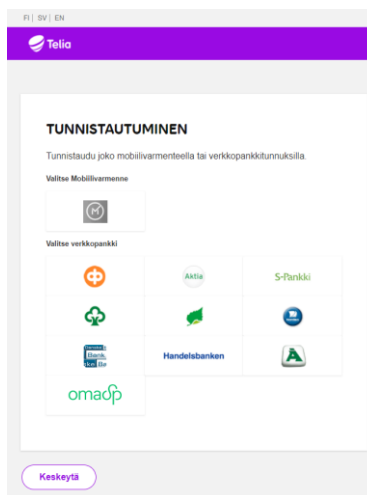 FI | SV | EN
Telia
TUNNISTAUTUMINEN
Tunnistaudu joko mobiilivarmenteella tai verkkopankkitunnuksilla.
Valitse Mobiilivarmenne
M
Valitse verkkopankki
Aktia
S-Pankki
Bank
Handelsbanken
A
omasp
Keskeytä